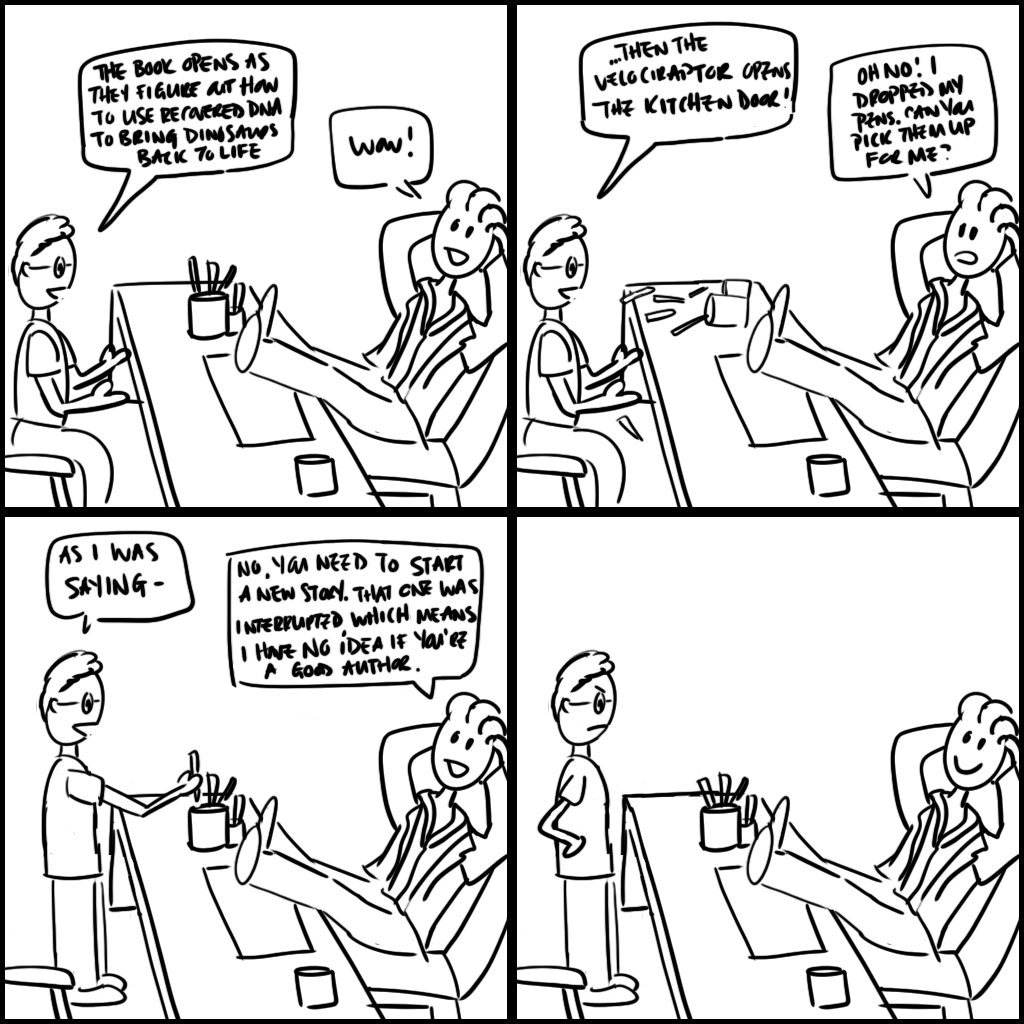 THE BOOK OPENS AS
THEY FIGURE OUT HOW
TO USE RECOVERED DNA
TO BRING DINOSAURS
BACK TO LIFE
WOW!
...THEN THE
VELOCIRAPTOR OPENS
THE KITCHEN DOOR!
OH NO! I
DROPPED MY
PENS. CAN YOU
PICK THEM UP
FOR ME?
AS I WAS
SAYING-
NO, YOU NEED TO START
A NEW STORY. THAT ONE WAS
INTERRUPTED WHICH MEANS
I HAVE NO IDEA IF YOU'RE
A GOOD AUTHOR.